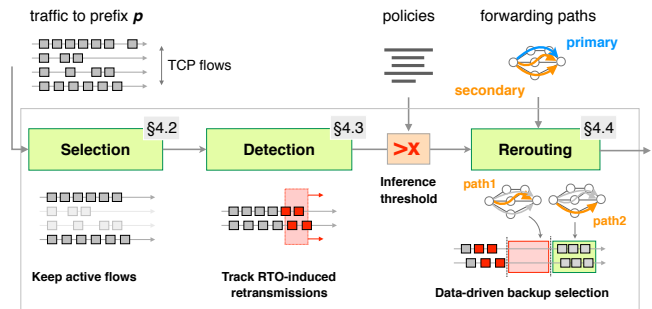 traffic to prefix p
policies
forwarding paths
TCP flows
primary
secondary
§4.2
§4.3
§4.4
Selection
Detection
>x
Rerouting
Inference
threshold
path1
path2
Keep active flows
Track RTO-induced
retransmissions
Data-driven backup selection